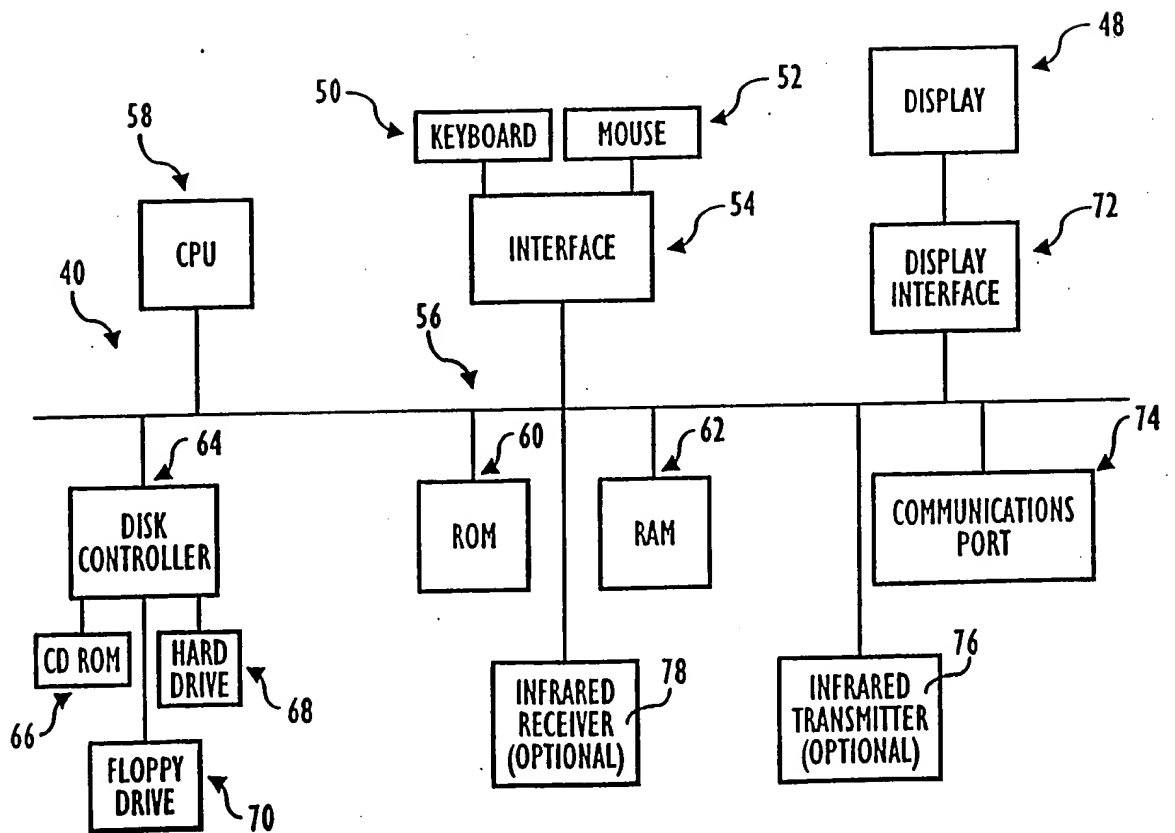 48
DISPLAY
50
52
KEYBOARD
MOUSE
58
CPU
INTERFACE
54
72
DISPLAY
INTERFACE
40
56
64
60
62
74
DISK
CONTROLLER
ROM
RAM
COMMUNICATIONS
PORT
CD ROM
HARD
DRIVE
66
68
INFRARED
RECEIVER
(OPTIONAL)
78
INFRARED
TRANSMITTER
(OPTIONAL)
76
FLOPPY
DRIVE
70